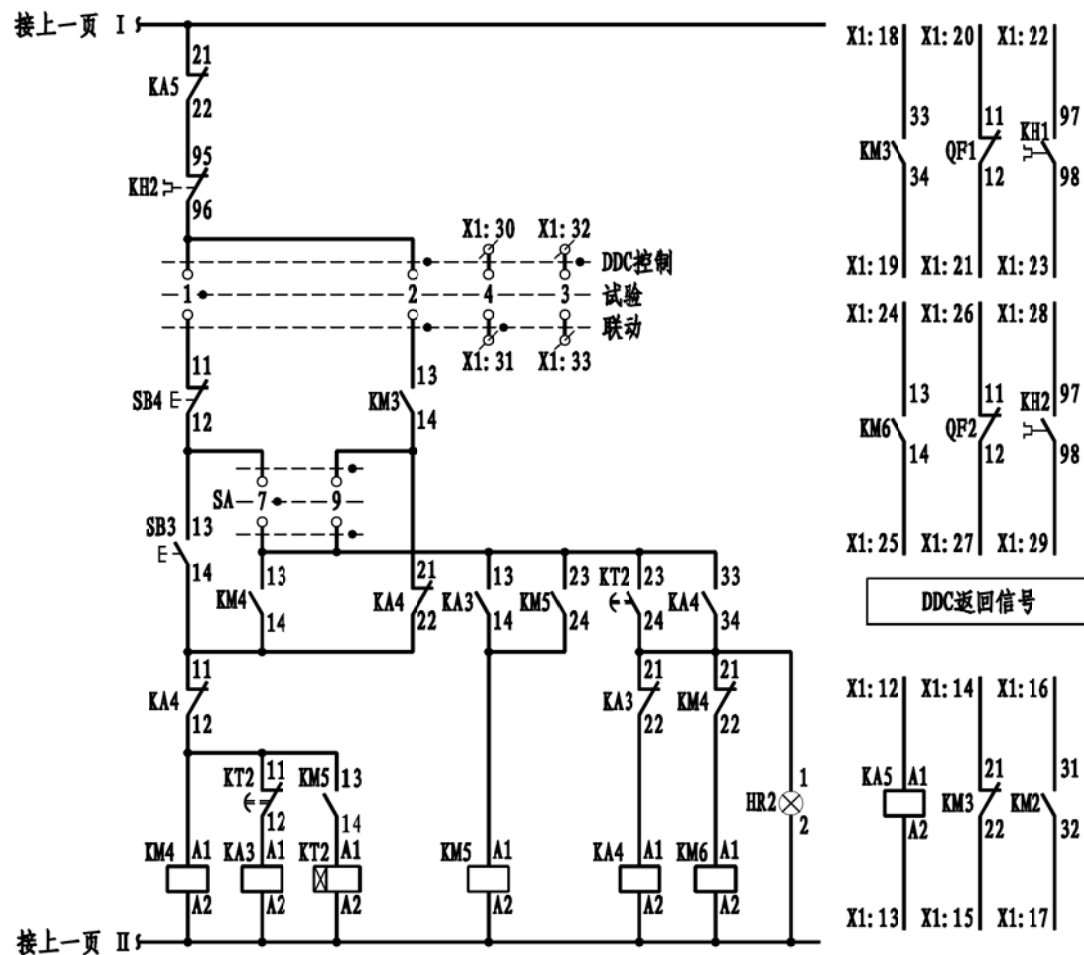 接上一页 I
X1:18 X1:20 X1:22
21
KA5
22
33 11 97
KM3 QF1 KH1
34 12 98
95
KH2
96
X1:30 X1:32
DDC控制
X1:19 X1:21 X1:23
1 2 4 3 试验
联动
X1:24 X1:26 X1:28
X1:31 X1:33
11 13
SB4 KM3
12 14
13 11 97
KM6 QF2 KH2
14 12 98
SA 7 9
SB3 13
14
X1:25 X1:27 X1:29
13 21 13 23 23 33
KM4 KA4 KA3 KM5 KT2 KA4
14 22 14 24 24 34
DDC返回信号
11 21 21
KA4 KA3 KM4
12 22 22
X1:12 X1:14 X1:16
11 13
KT2 KM5
12 14
1
HR2
2
A1 21 31
KA5 KM3 KM2
A2 22 32
KM4 A1 KA3 A1 KT2 A1 KM5 A1 KA4 A1 KM6 A1
A2 A2 A2 A2 A2 A2
X1:13 X1:15 X1:17
接上一页 II